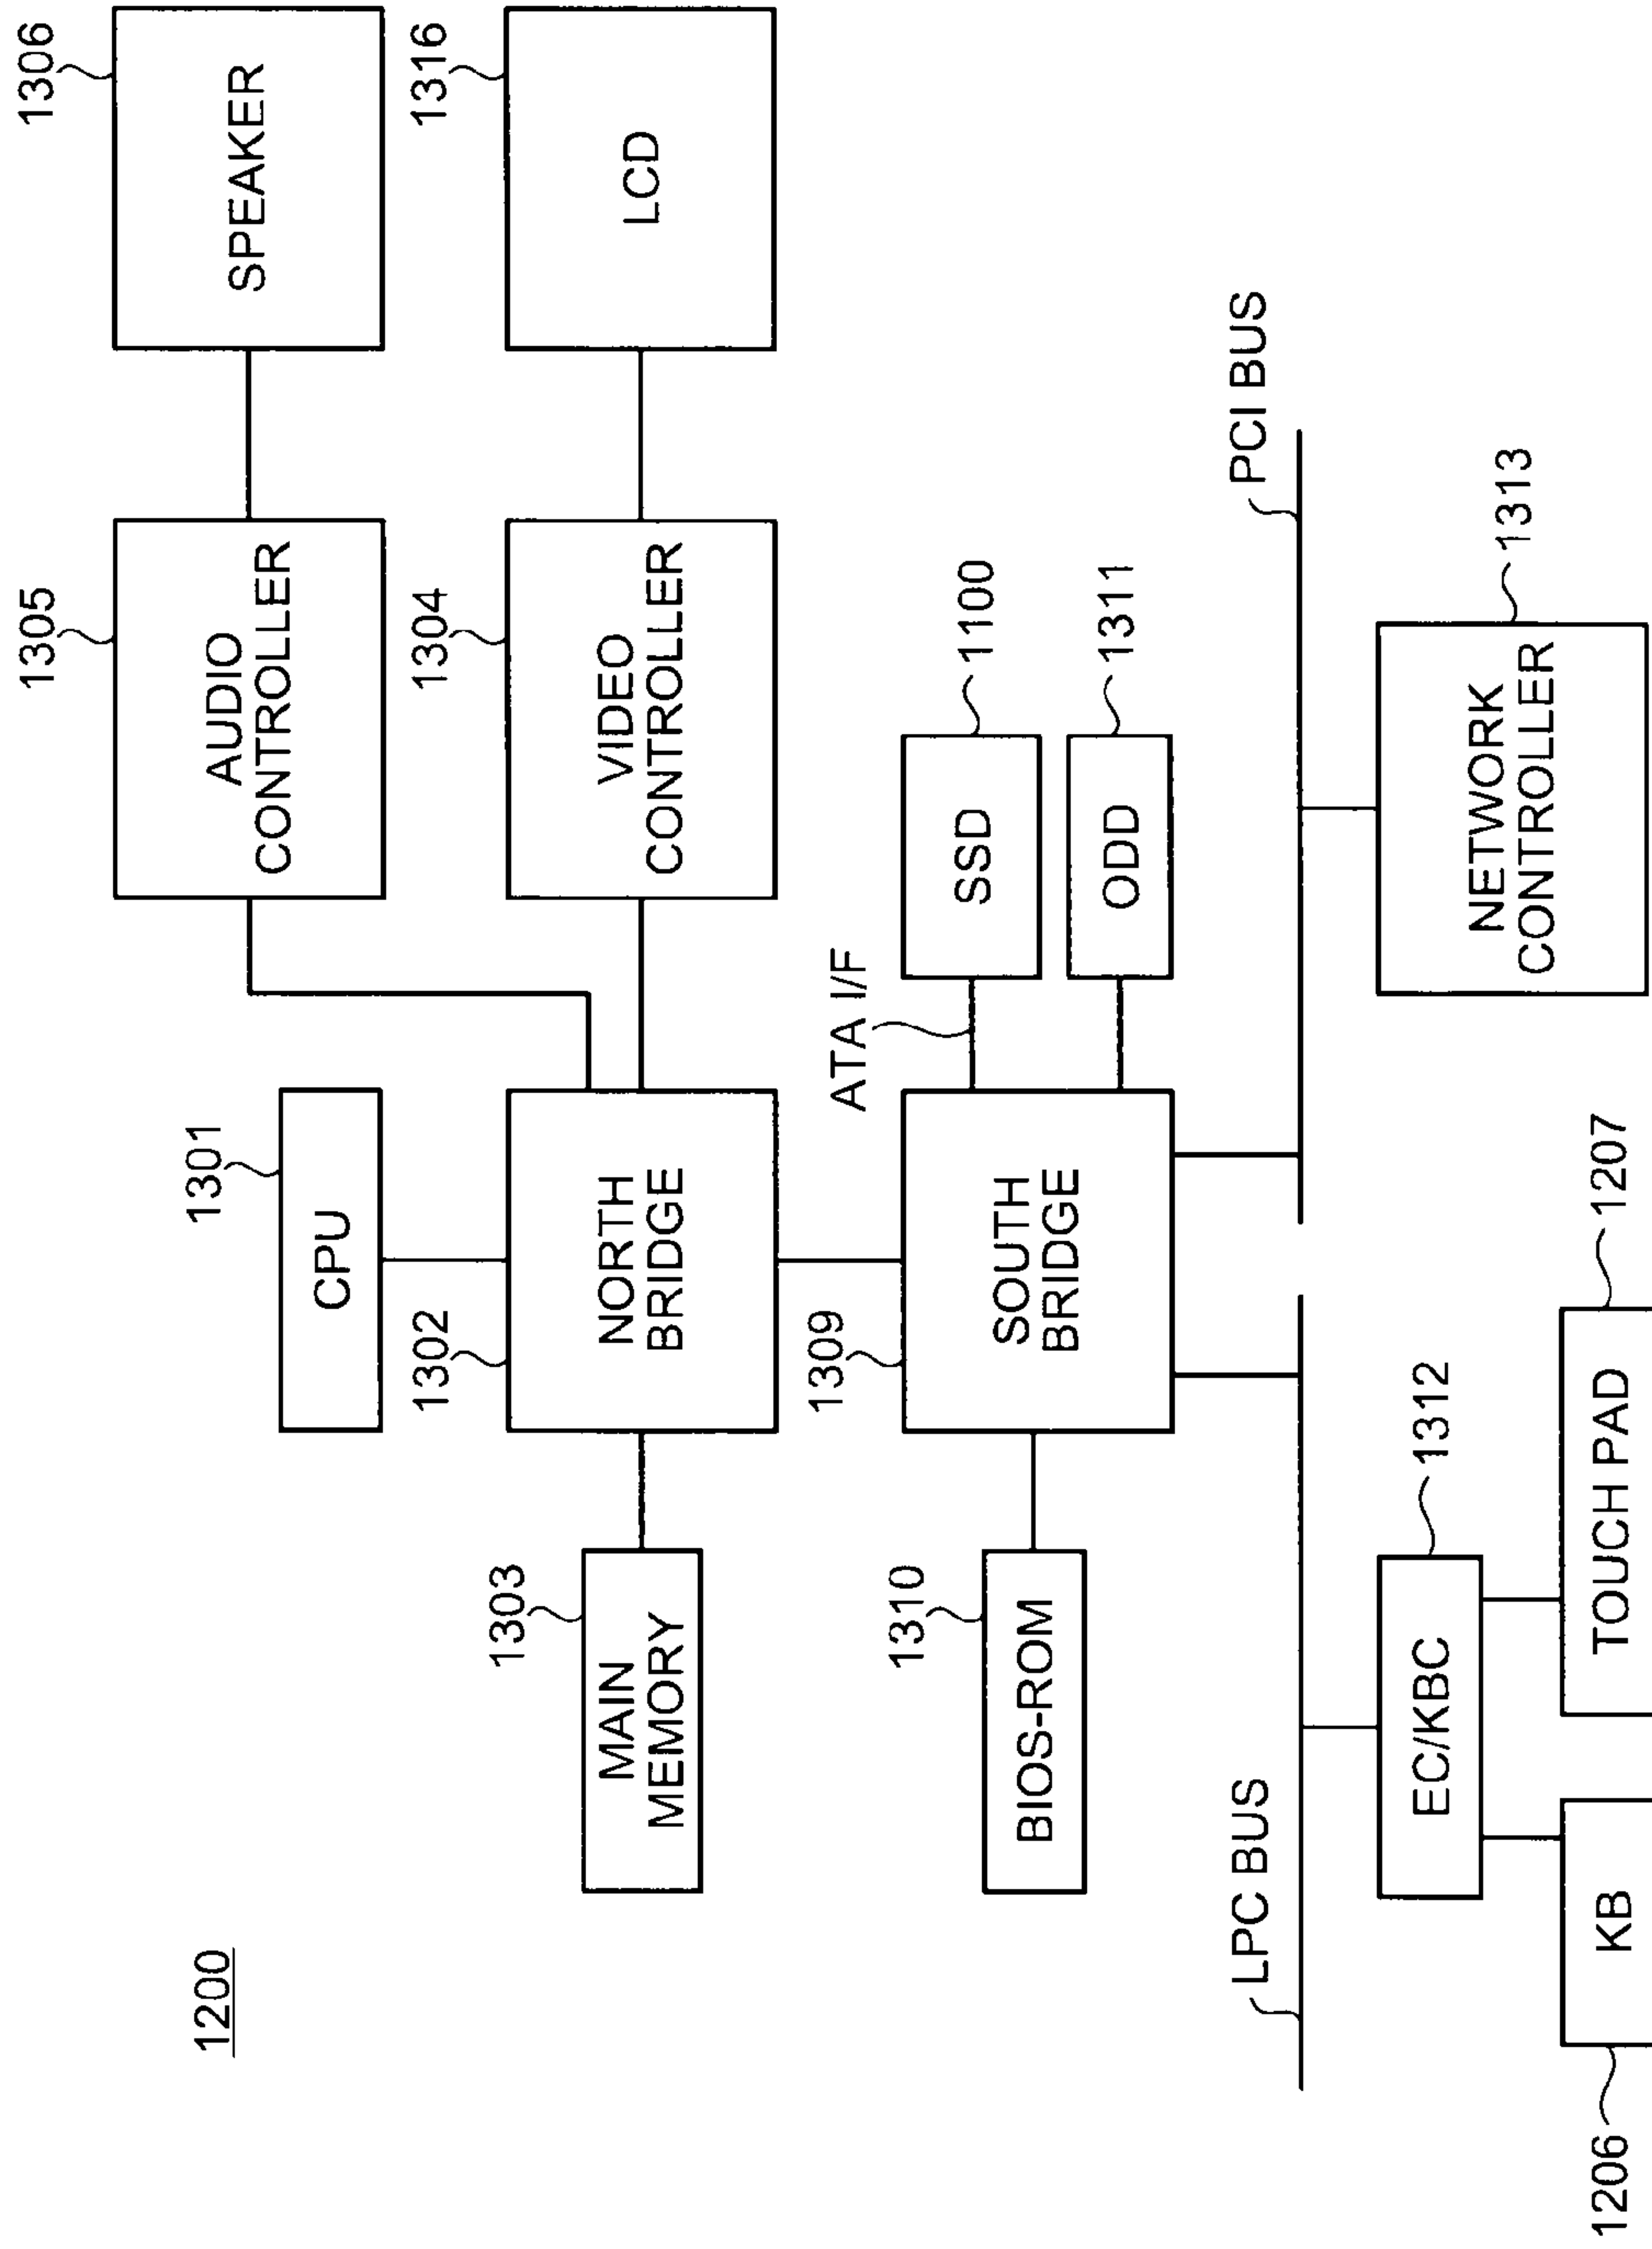 1200
1301
CPU
1305
AUDIO
CONTROLLER
1306
SPEAKER
1303
MAIN
MEMORY
1302
NORTH
BRIDGE
1304
VIDEO
CONTROLLER
1316
LCD
1310
BIOS-ROM
1309
SOUTH
BRIDGE
ATA I/F
SSD
1100
ODD
1311
LPC BUS
PCI BUS
EC/KBC
1312
NETWORK
CONTROLLER
1313
1206
KB
TOUCH PAD
1207